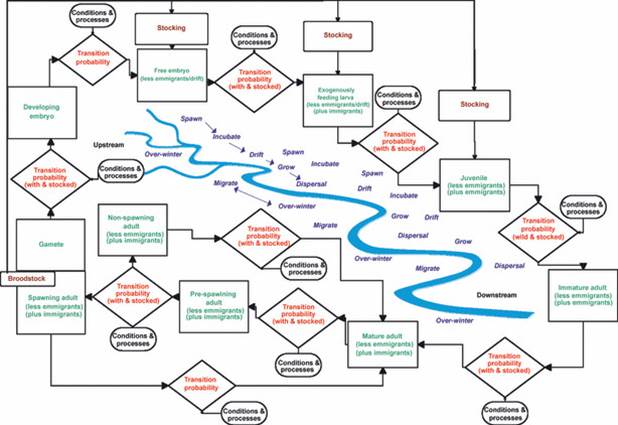 Conditions &
processes
Stocking
Transition
probability
Free embryo
(less emmigrants/drift)
Conditions &
processes
Transition
probability
(with & stocked)
Stocking
Exogenously
feeding larva
(less emmigrants/drift)
(plus immigrants)
Conditions &
processes
Transition
probability
(with & stocked)
Stocking
Developing
embryo
Upstream
Spawn
Incubate
Drift
Grow
Dispersal
Over-winter
Migrate
Over-winter
Spawn
Incubate
Drift
Grow
Dispersal
Migrate
Over-winter
Spawn
Incubate
Drift
Grow
Dispersal
Migrate
Over-winter
Downstream
Juvenile
(less emmigrants)
(plus immigrants)
Conditions &
processes
Transition
probability
(wild & stocked)
Immature adult
(less emmigrants)
(plus immigrants)
Transition
probability
(with & stocked)
Conditions &
processes
Gamete
Broodstock
Spawning adult
(less emmigrants)
(plus immigrants)
Non-spawning
adult
(less emmigrants)
(plus immigrants)
Transition
probability
(with & stocked)
Conditions &
processes
Transition
probability
(with & stocked)
Conditions &
processes
Pre-spawining
adult
(less emmigrants)
(plus immigrants)
Transition
probability
(with & stocked)
Conditions &
processes
Mature adult
(less emmigrants)
(plus immigrants)
Transition
probability
(with & stocked)
Conditions &
processes
Transition
probability
Conditions &
processes